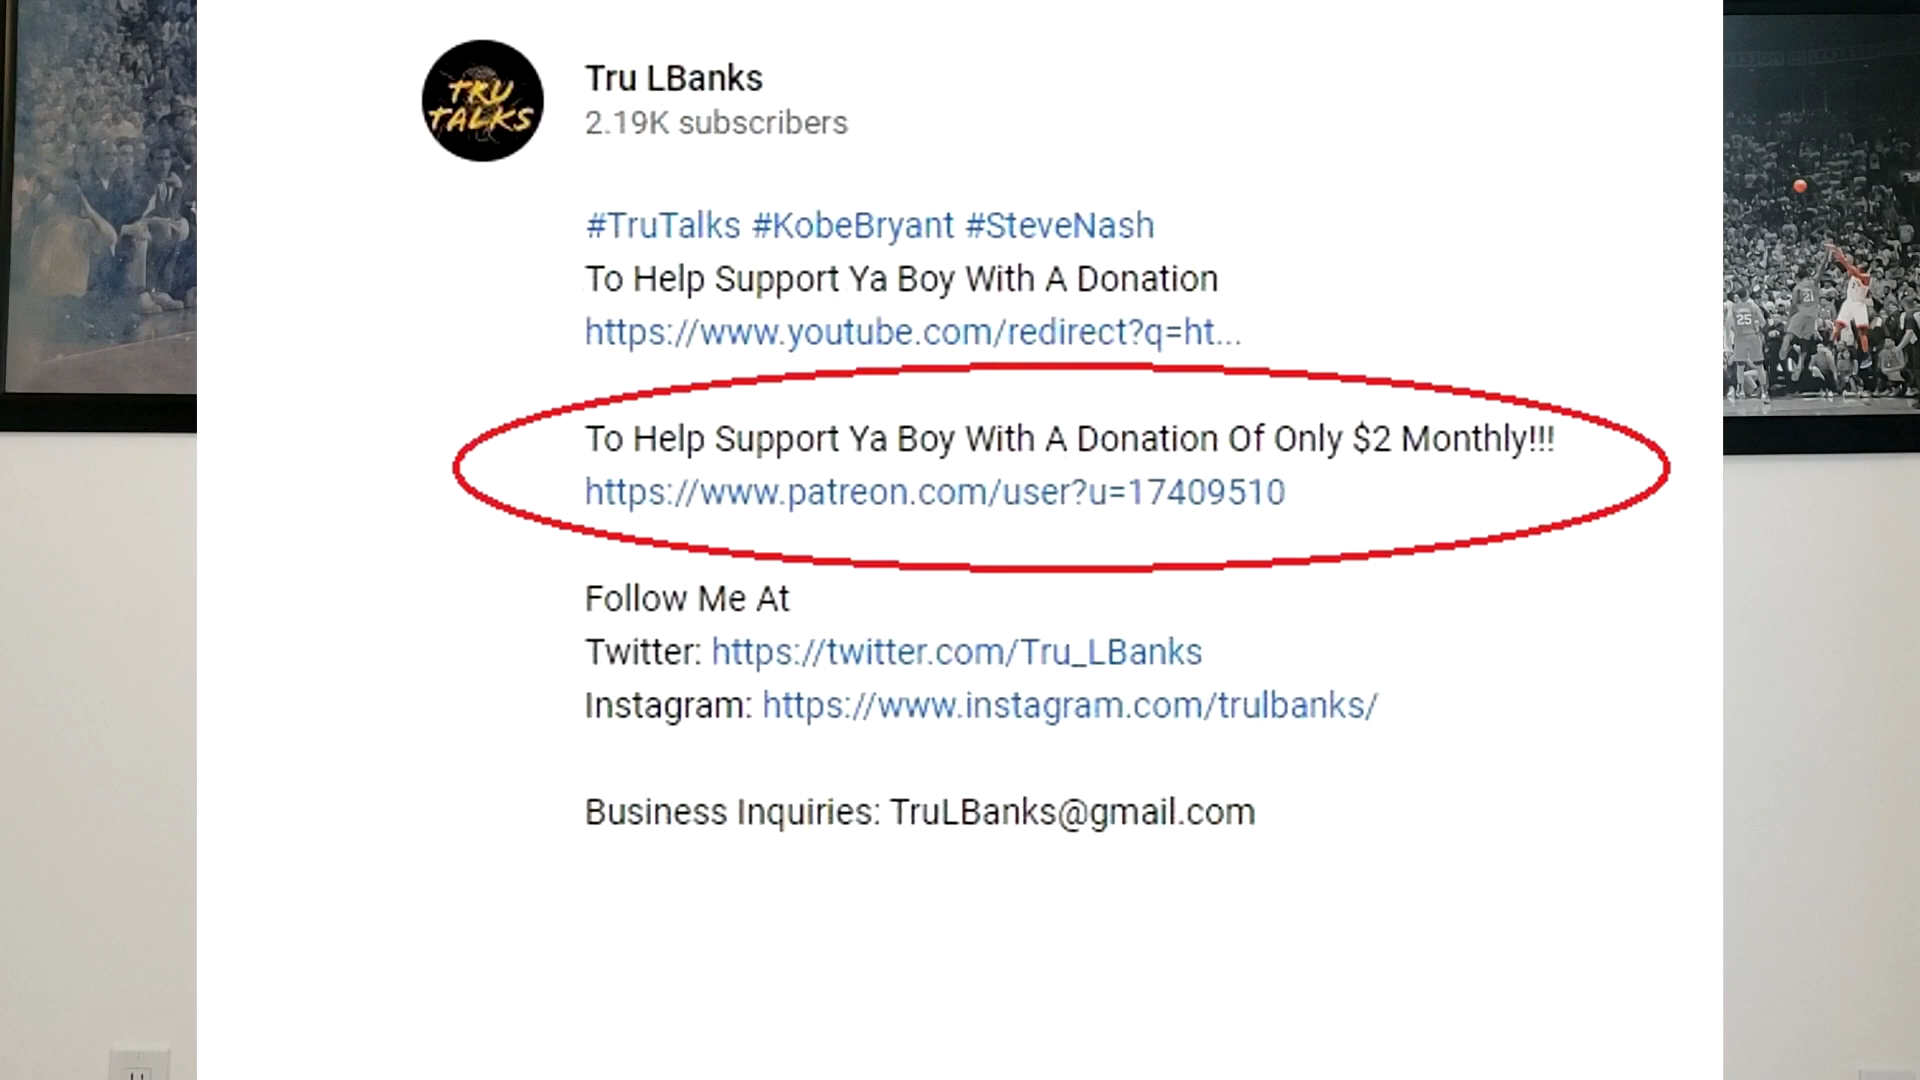 TRU
TALKS
Tru LBanks
2.19K subscribers
#TruTalks #KobeBryant #SteveNash
To Help Support Ya Boy With A Donation
https://www.youtube.com/redirect?q=ht...
To Help Support Ya Boy With A Donation Of Only $2 Monthly!!!
https://www.patreon.com/user?u=17409510
Follow Me At
Twitter: https://twitter.com/Tru_LBanks
Instagram: https://www.instagram.com/trulbanks/
Business Inquiries: TruLBanks@gmail.com
25
21